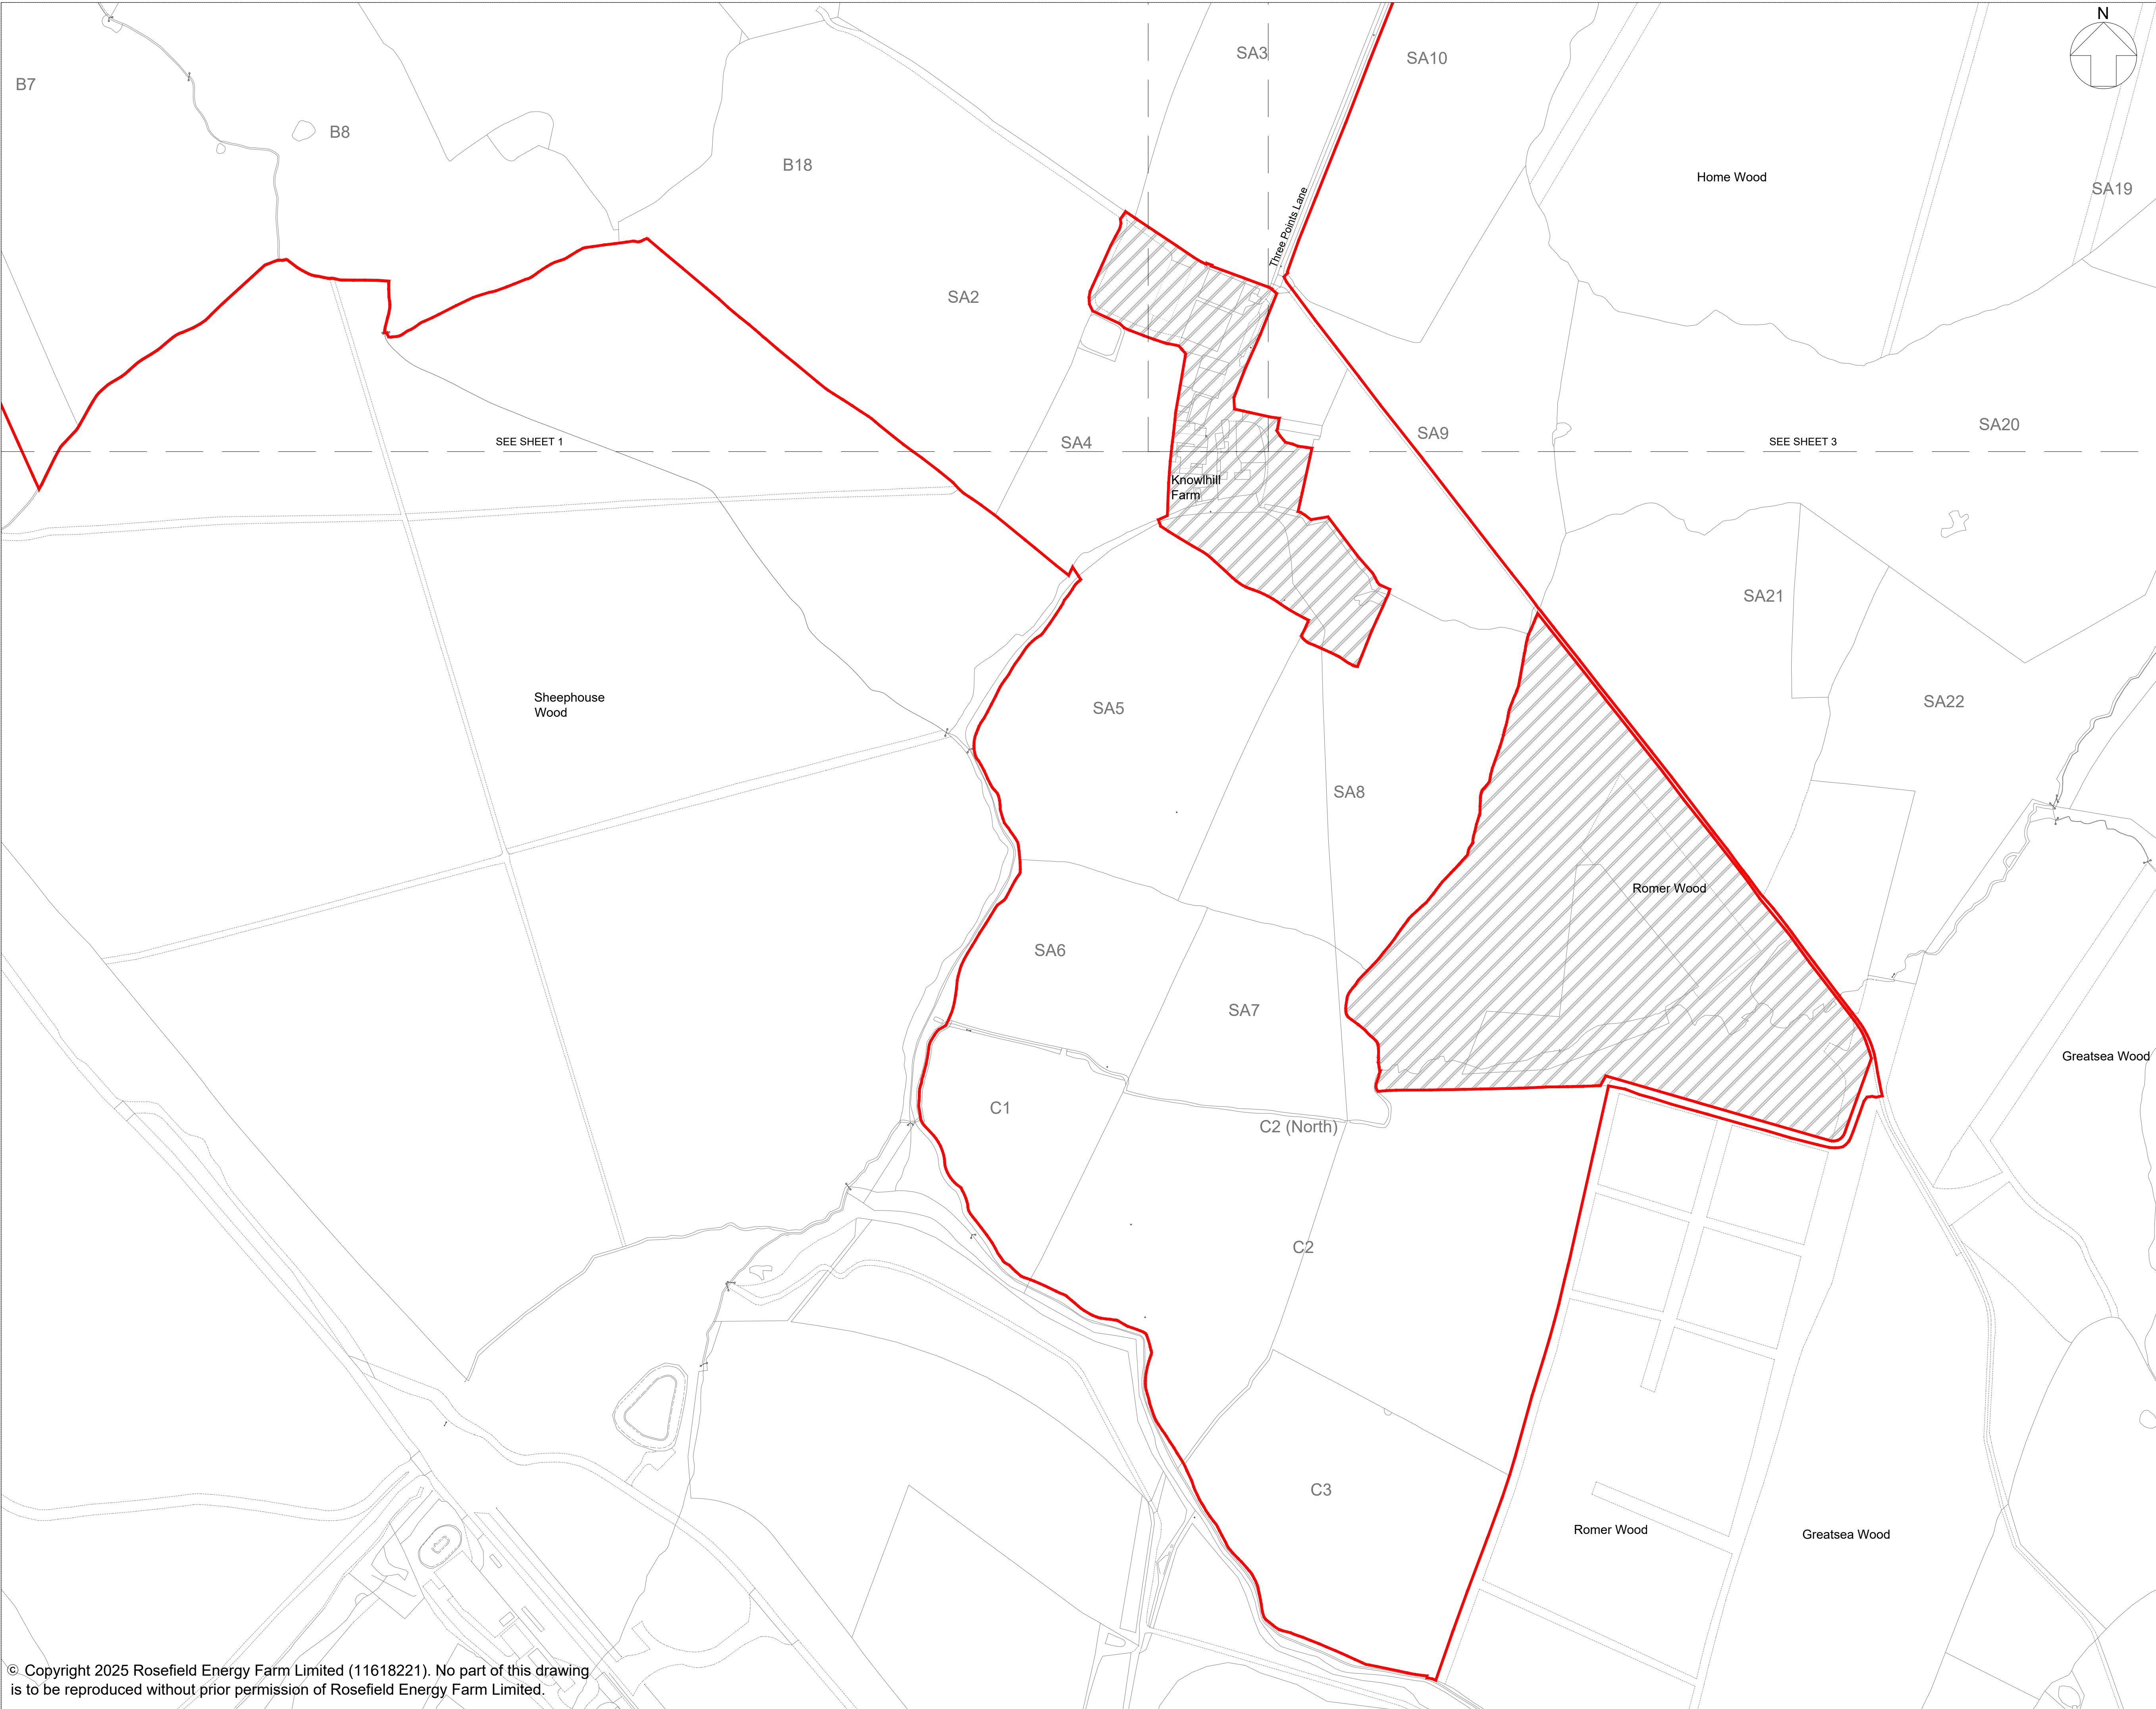 N
SA3
SA10
B7
B8
B18
Home Wood
SA19
Three Points Lane
SA2
SA9
SA20
SEE SHEET 1
SA4
SEE SHEET 3
Knowlhill
Farm
SA21
Sheephouse
Wood
SA5
SA22
SA8
Romer Wood
SA6
SA7
Greatsea Wood
C1
C2 (North)
C2
C3
Romer Wood
Greatsea Wood
© Copyright 2025 Rosefield Energy Farm Limited (11618221). No part of this drawing
is to be reproduced without prior permission of Rosefield Energy Farm Limited.